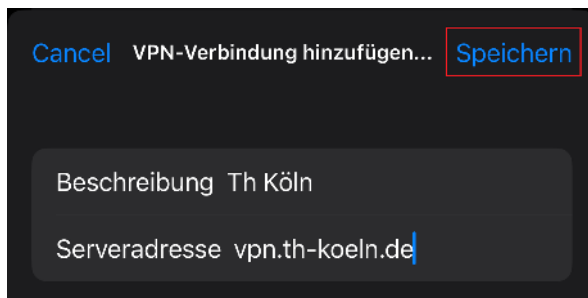 Cancel VPN-Verbindung hinzufügen... Speichern
Beschreibung Th Köln
Serveradresse vpn.th-koeln.de